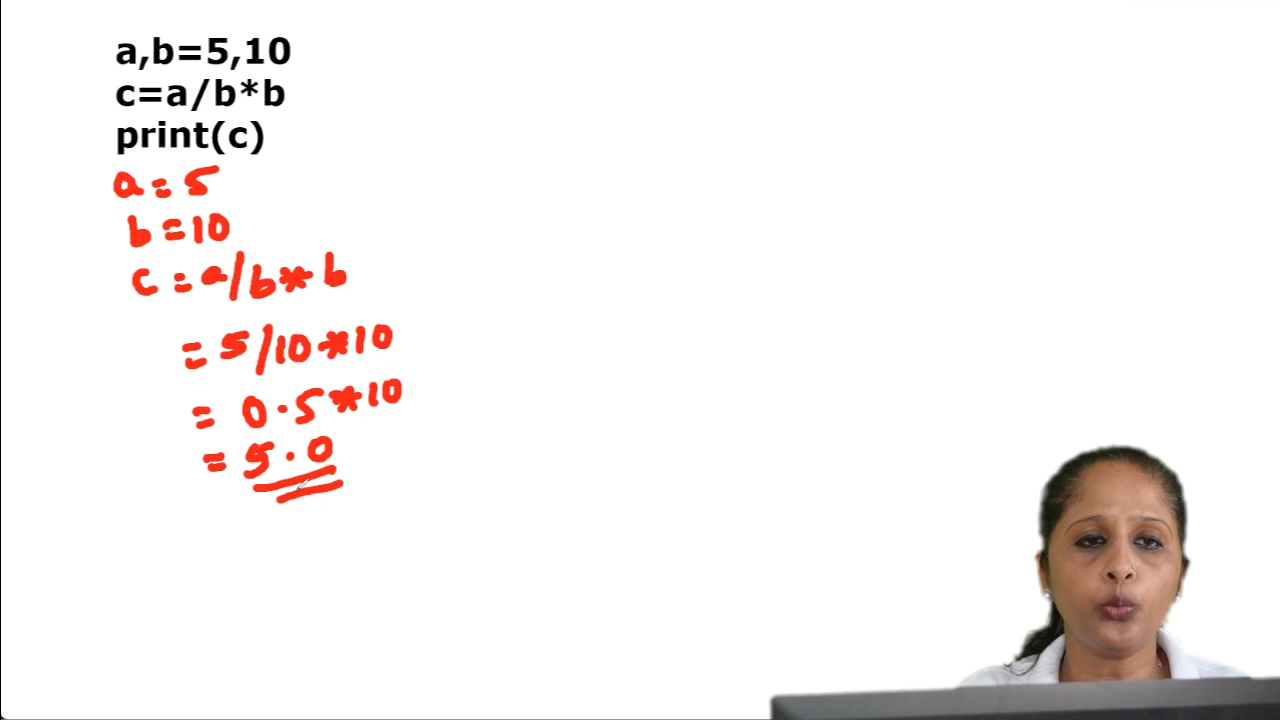 a,b=5,10
c=a/b*b
print(c)
a = 5
b = 10
c = a/b * b
= 5/10 * 10
= 0.5 * 10
= 5.0